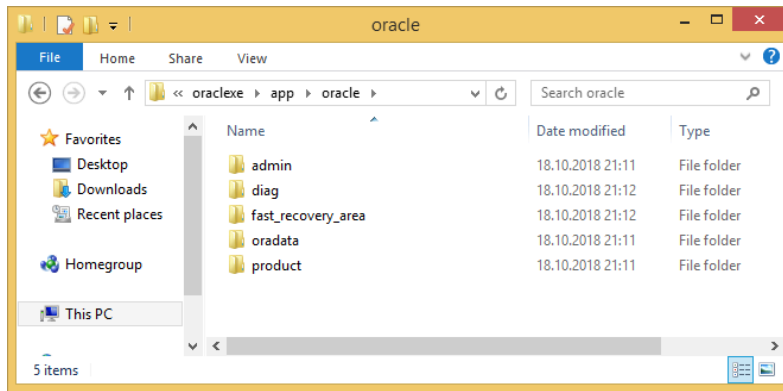 oracle
File Home Share View
« oraclexe app oracle Search oracle
Favorites
Desktop
Downloads
Recent places
Homegroup
This PC
Name Date modified Type
admin 18.10.2018 21:11 File folder
diag 18.10.2018 21:12 File folder
fast_recovery_area 18.10.2018 21:12 File folder
oradata 18.10.2018 21:11 File folder
product 18.10.2018 21:11 File folder
5 items